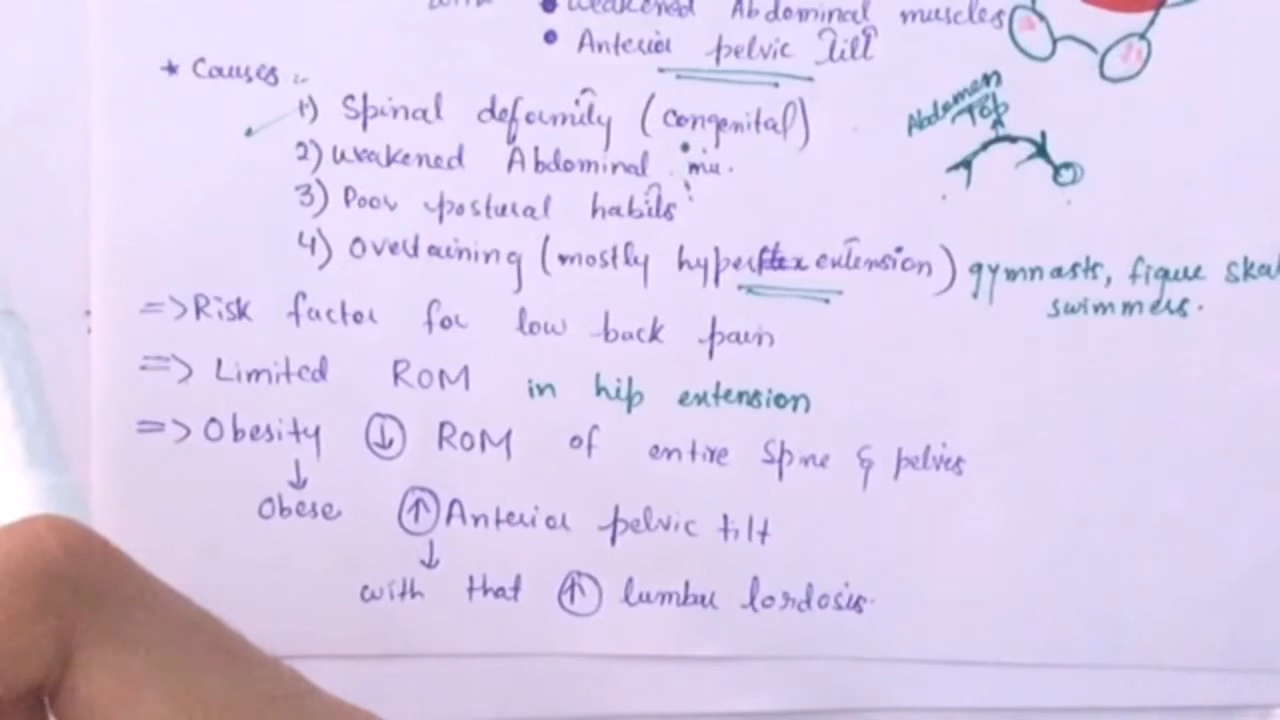 • Weakened Abdominal muscles
• Anterior pelvic Tilt
* Causes :-
1) Spinal deformity (congenital)
2) Weakened Abdominal mu.
3) Poor postural habits
4) Overtaining (mostly hyper extension) gymnasts, figure ska
swimmers.
Abdomen
Top
=> Risk factor for low back pain
=> Limited ROM in hip extension
=> Obesity ↓ ROM of entire Spine & pelvis
↓
Obese ↑ Anterior pelvic tilt
↓
with that ↑ lumbar lordosis.